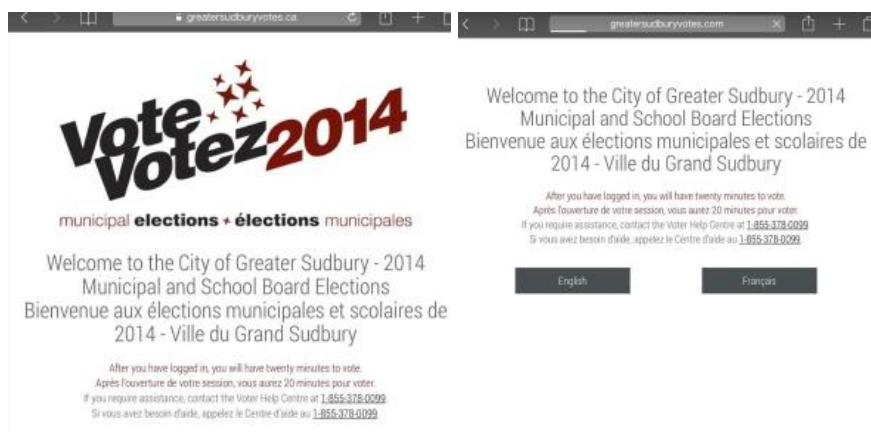 greatersudburyvotes.ca
Vote
Votez2014
municipal elections + élections municipales
Welcome to the City of Greater Sudbury - 2014
Municipal and School Board Elections
Bienvenue aux élections municipales et scolaires de
2014 - Ville du Grand Sudbury
After you have logged in, you will have twenty minutes to vote.
Après l'ouverture de votre session, vous aurez 20 minutes pour voter.
If you require assistance, contact the Voter Help Centre at 1-855-378-0099
Si vous avez besoin d'aide, appelez le Centre d'aide au 1-855-378-0099
greatersudburyvotes.com
Welcome to the City of Greater Sudbury - 2014
Municipal and School Board Elections
Bienvenue aux élections municipales et scolaires de
2014 - Ville du Grand Sudbury
After you have logged in, you will have twenty minutes to vote.
Après l'ouverture de votre session, vous aurez 20 minutes pour voter.
If you require assistance, contact the Voter Help Centre at 1-855-378-0099
Si vous avez besoin d'aide, appelez le Centre d'aide au 1-855-378-0099
English
Français